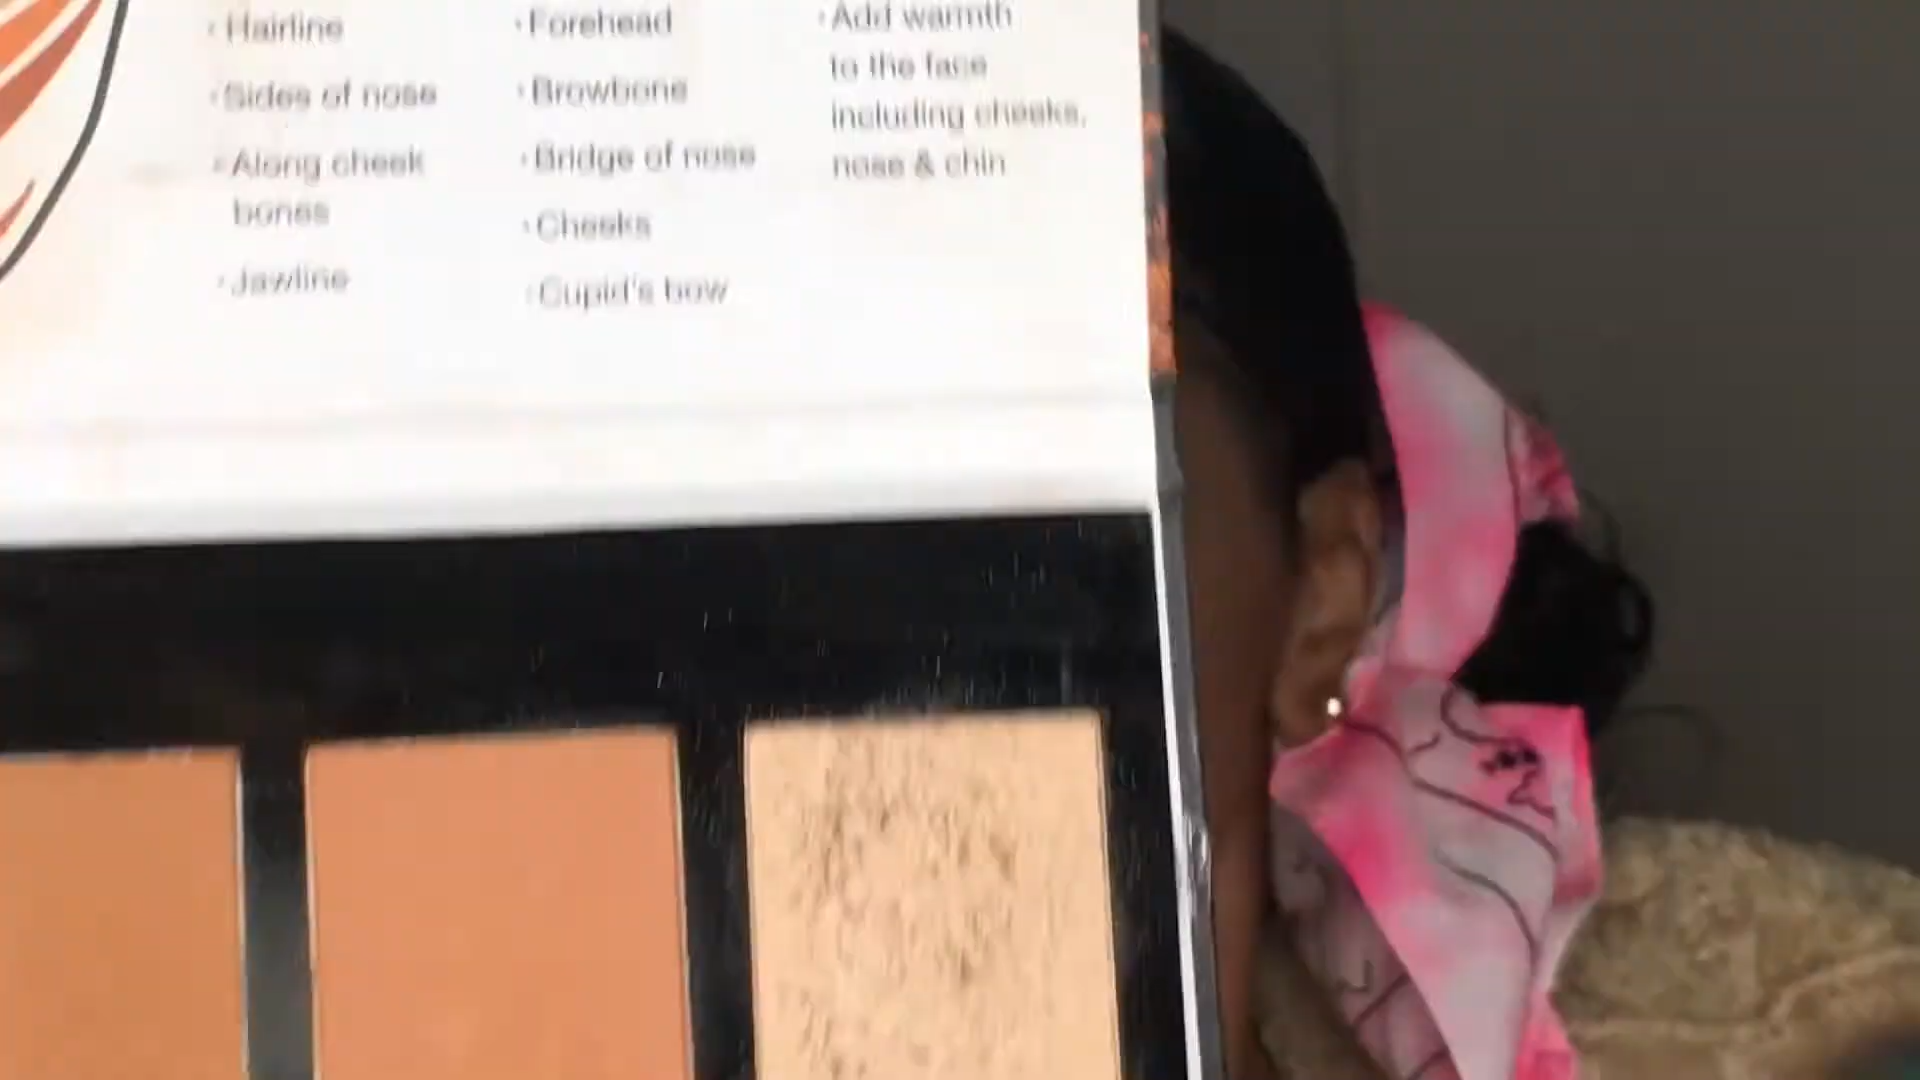 · Hairline
· Sides of nose
· Along cheek
bones
· Jawline
· Forehead
· Browbone
· Bridge of nose
· Cheeks
· Cupid's bow
· Add warmth
to the face
including cheeks,
nose & chin